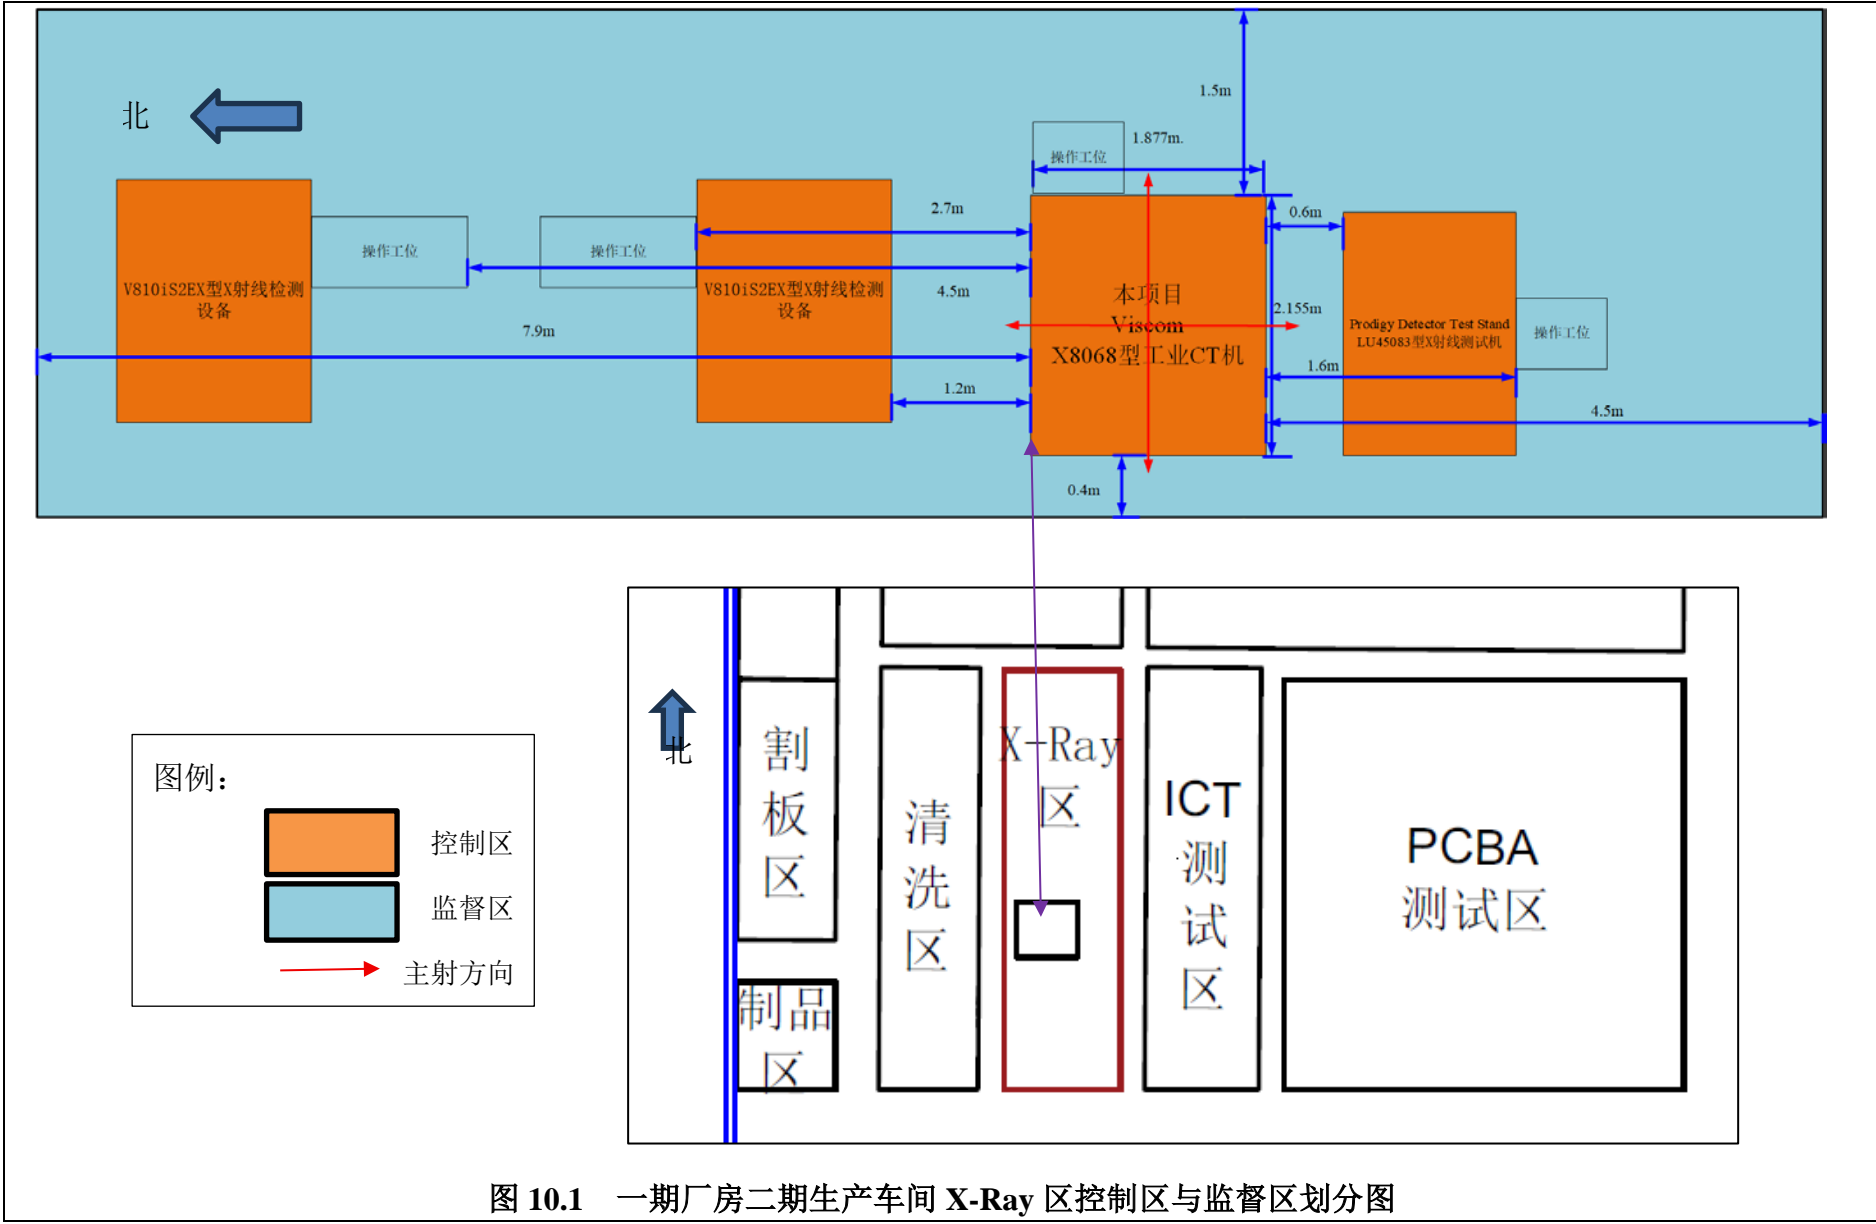 1.5m
北
1.877m.
操作工位
2.7m
0.6m
操作工位
操作工位
V810iS2EX型X射线检测
设备
V810iS2EX型X射线检测
设备
4.5m
本项目
Viscom
X8068型工业CT机
2.155m
Prodigy Detector Test Stand
LU45083型X射线测试机
操作工位
7.9m
1.6m
1.2m
4.5m
0.4m
北
割
板
区
制品
区
清
洗
区
X-Ray
区
ICT
测
试
区
PCBA
测试区
图例：
控制区
监督区
主射方向
图 10.1 一期厂房二期生产车间 X-Ray 区控制区与监督区划分图